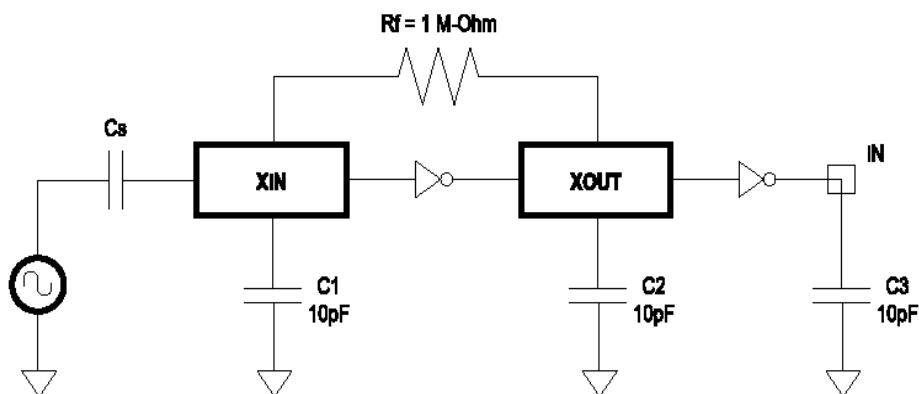 Rf = 1 M-Ohm
Cs
XIN
XOUT
IN
C1
10pF
C2
10pF
C3
10pF